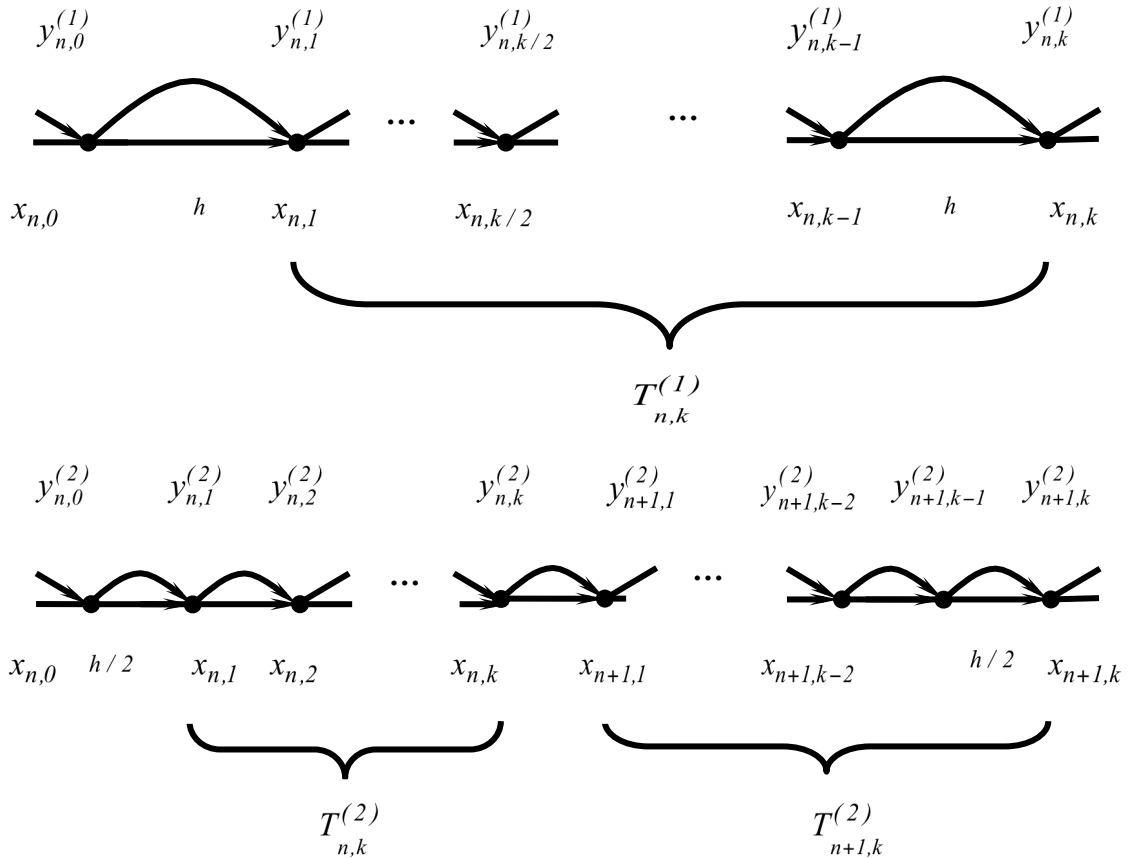 y_{n,0}^{(1)} y_{n,1}^{(1)} y_{n,k/2}^{(1)} y_{n,k−1}^{(1)} y_{n,k}^{(1)}
... ...
x_{n,0} h x_{n,1} x_{n,k/2} x_{n,k−1} h x_{n,k}
T_{n,k}^{(1)}
y_{n,0}^{(2)} y_{n,1}^{(2)} y_{n,2}^{(2)} y_{n,k}^{(2)} y_{n+1,1}^{(2)} y_{n+1,k−2}^{(2)} y_{n+1,k−1}^{(2)} y_{n+1,k}^{(2)}
... ...
x_{n,0} h/2 x_{n,1} x_{n,2} x_{n,k} x_{n+1,1} x_{n+1,k−2} h/2 x_{n+1,k}
T_{n,k}^{(2)} T_{n+1,k}^{(2)}